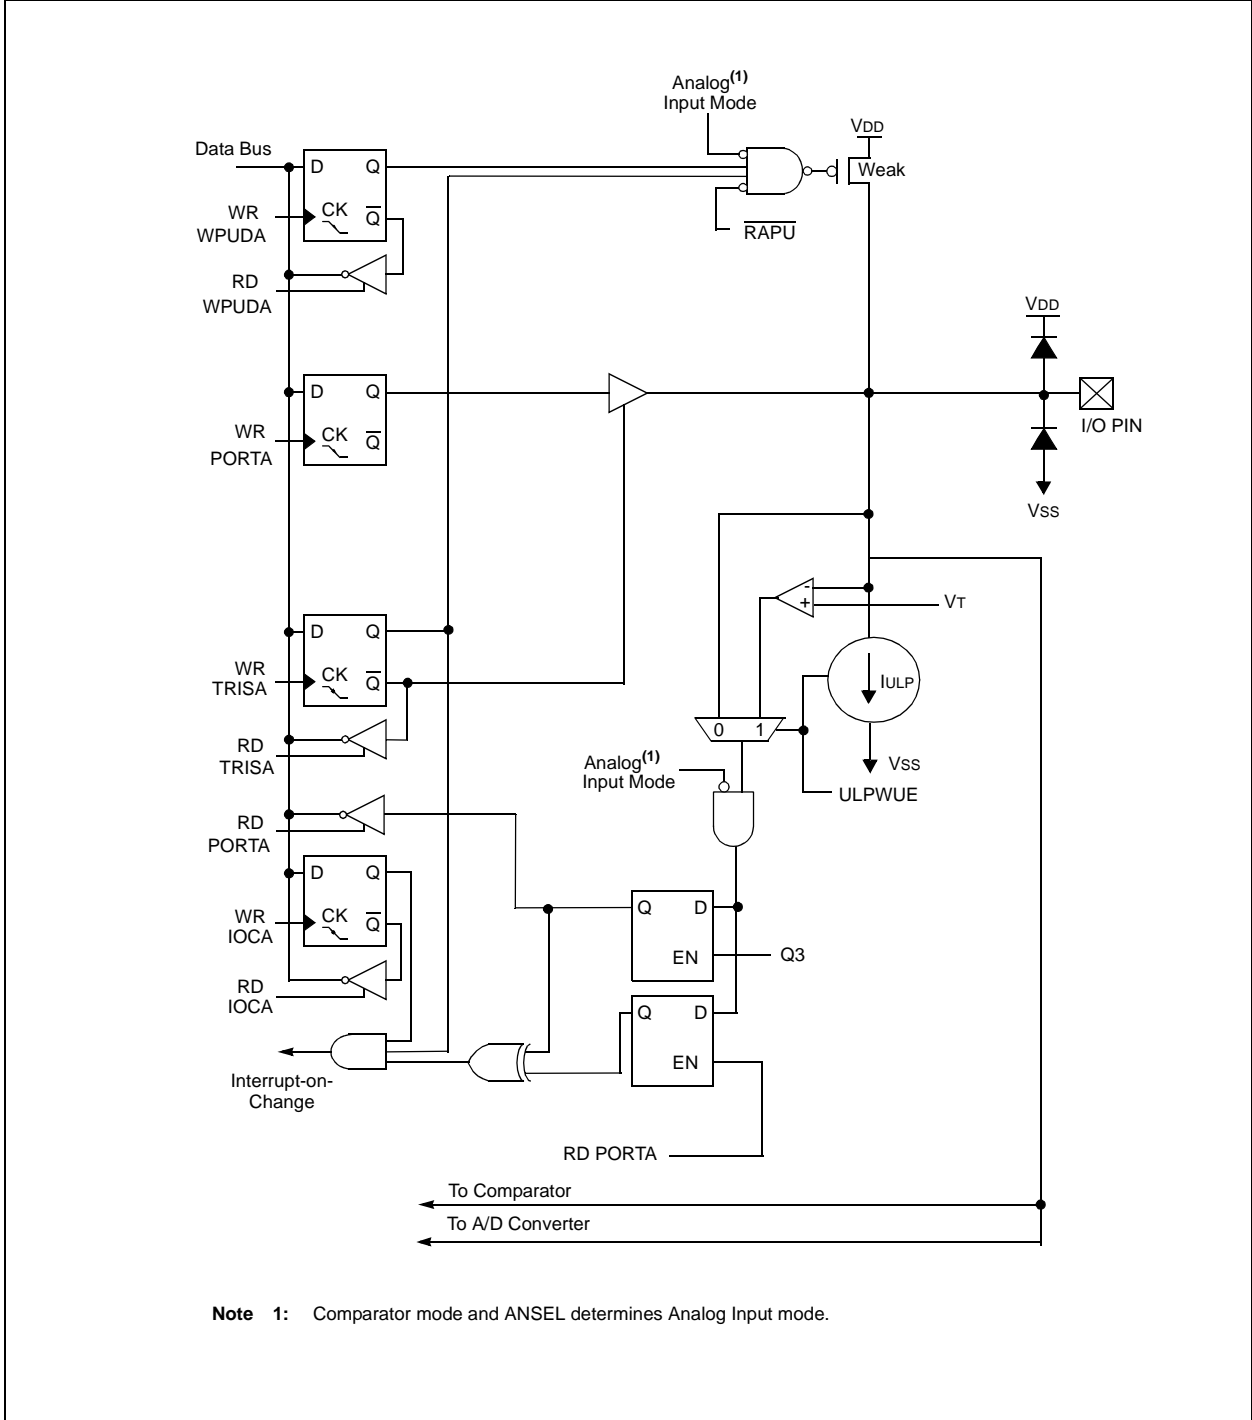 Analog(1)
Input Mode
VDD
Data Bus
D Q
Weak
WR
WPUDA
CK Q
RAPU
RD
WPUDA
VDD
D Q
I/O PIN
WR
PORTA
CK Q
VSS
-
+
VT
D Q
WR
TRISA
CK Q
IULP
0 1
RD
TRISA
Analog(1)
Input Mode
VSS
ULPWUE
RD
PORTA
D Q
WR
IOCA
CK Q
Q D
EN
Q3
RD
IOCA
Q D
EN
Interrupt-on-
Change
RD PORTA
To Comparator
To A/D Converter
Note 1: Comparator mode and ANSEL determines Analog Input mode.